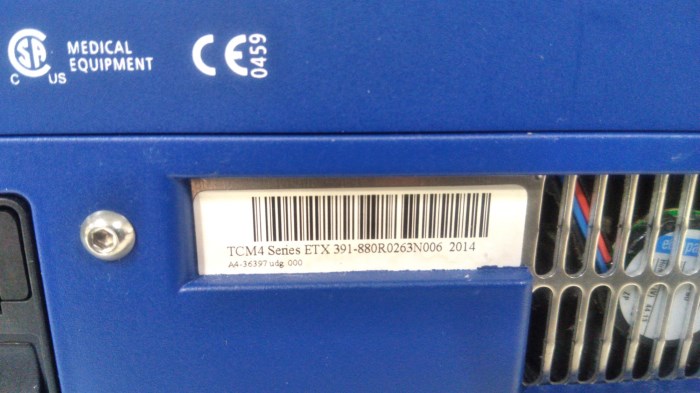 MEDICAL
EQUIPMENT
C US
CE
0459
TCM4 Series ETX 391-880R0263N006 2014
A4-36397 udg. 000